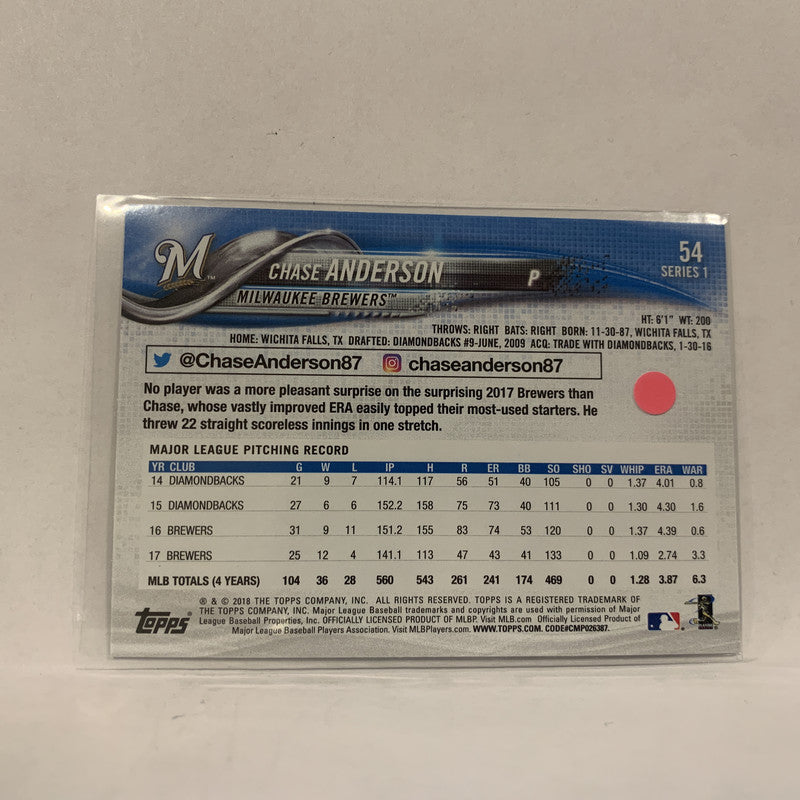 M™
CHASE ANDERSON P
MILWAUKEE BREWERS™
54
SERIES 1
HT: 6'1" WT: 200
THROWS: RIGHT BATS: RIGHT BORN: 11-30-87, WICHITA FALLS, TX
HOME: WICHITA FALLS, TX DRAFTED: DIAMONDBACKS #9-JUNE, 2009 ACQ: TRADE WITH DIAMONDBACKS, 1-30-16
@ChaseAnderson87 chaseanderson87
No player was a more pleasant surprise on the surprising 2017 Brewers than
Chase, whose vastly improved ERA easily topped their most-used starters. He
threw 22 straight scoreless innings in one stretch.
MAJOR LEAGUE PITCHING RECORD
YR CLUB G W L IP H R ER BB SO SHO SV WHIP ERA WAR
14 DIAMONDBACKS 21 9 7 114.1 117 56 51 40 105 0 0 1.37 4.01 0.8
15 DIAMONDBACKS 27 6 6 152.2 158 75 73 40 111 0 0 1.30 4.30 1.6
16 BREWERS 31 9 11 151.2 155 83 74 53 120 0 0 1.37 4.39 0.6
17 BREWERS 25 12 4 141.1 113 47 43 41 133 0 0 1.09 2.74 3.3
MLB TOTALS (4 YEARS) 104 36 28 560 543 261 241 174 469 0 0 1.28 3.87 6.3
® & © 2018 THE TOPPS COMPANY, INC. ALL RIGHTS RESERVED. TOPPS IS A REGISTERED TRADEMARK OF
THE TOPPS COMPANY, INC. Major League Baseball trademarks and copyrights are used with permission of Major
League Baseball Properties, Inc. OFFICIALLY LICENSED PRODUCT OF MLBP. Visit MLB.com Officially Licensed Product of
Major League Baseball Players Association. Visit MLBPlayers.com. WWW.TOPPS.COM. CODE#CMP026387.
TOPPS®